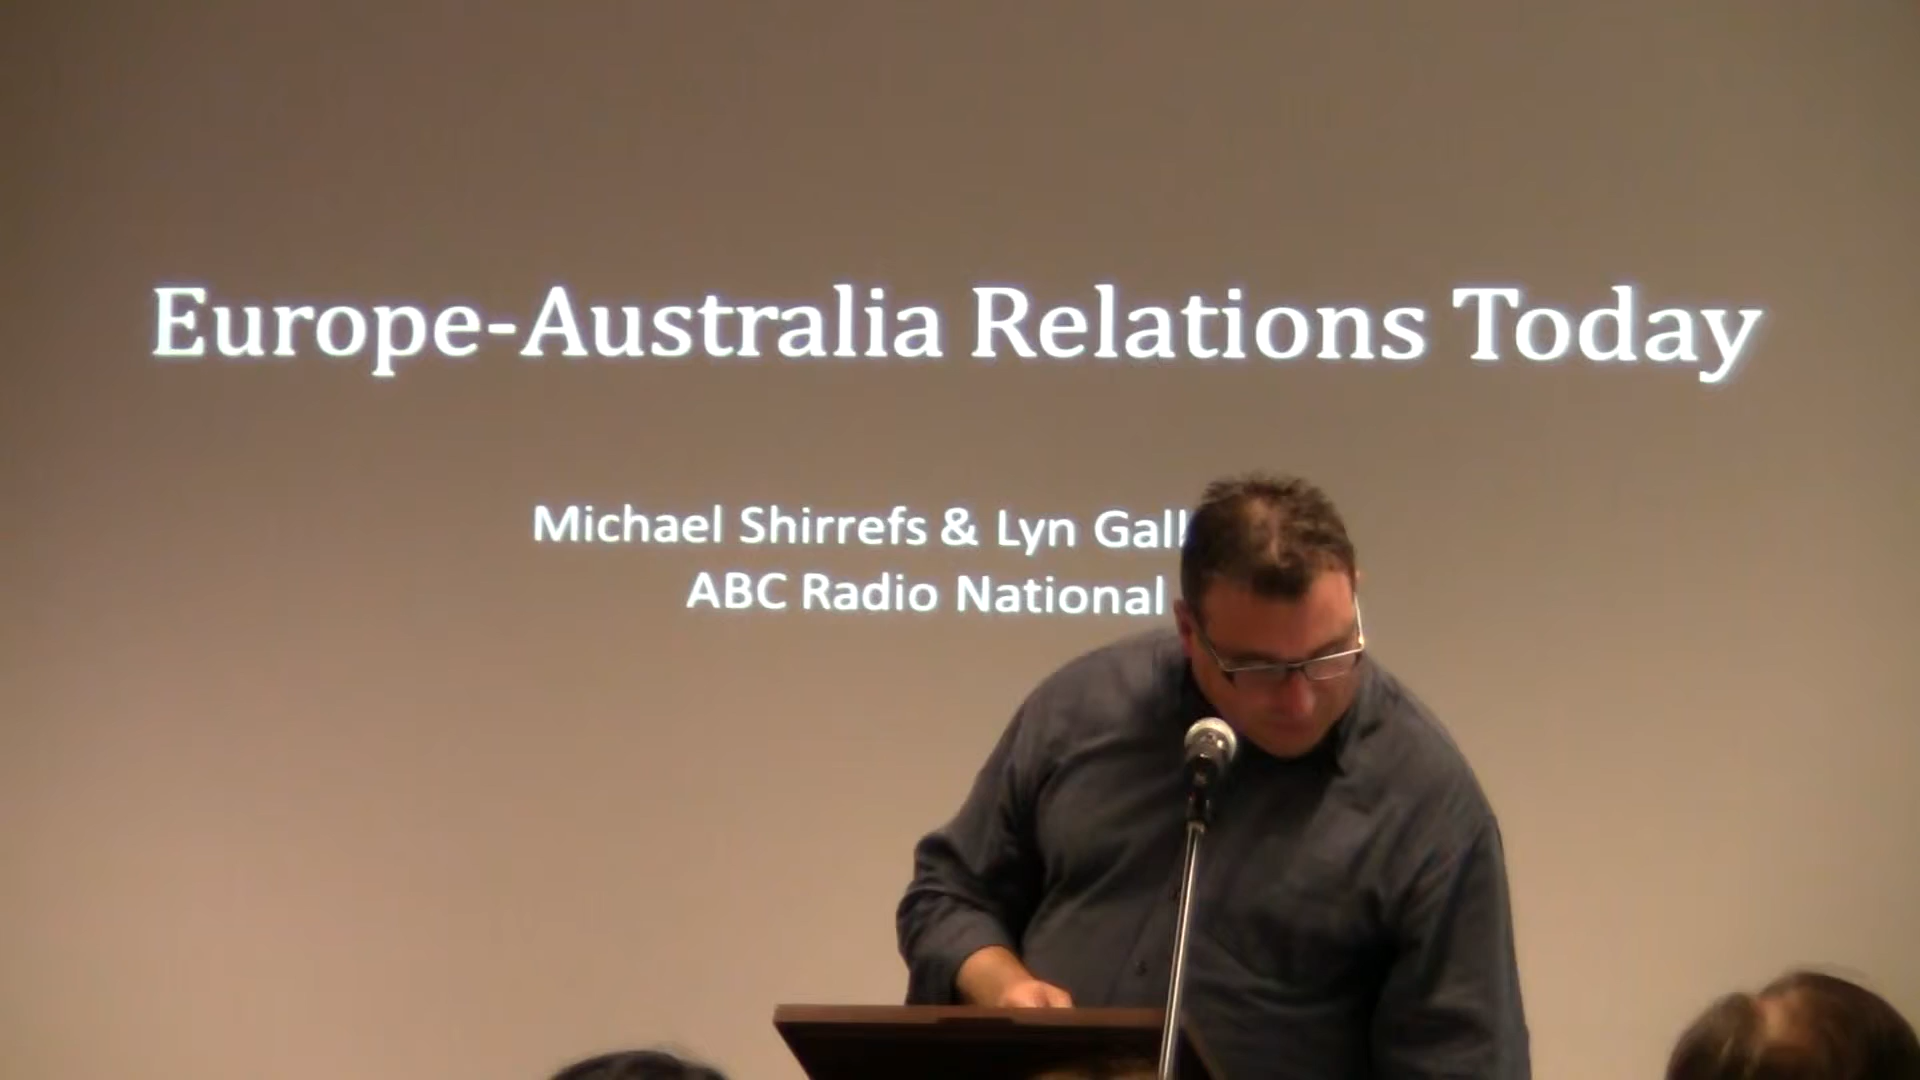 Europe-Australia Relations Today
Michael Shirrefs & Lyn
ABC Radio National